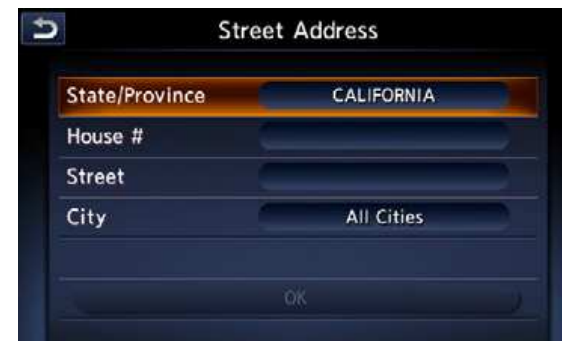 Street Address
State/Province CALIFORNIA
House #
Street
City All Cities
OK